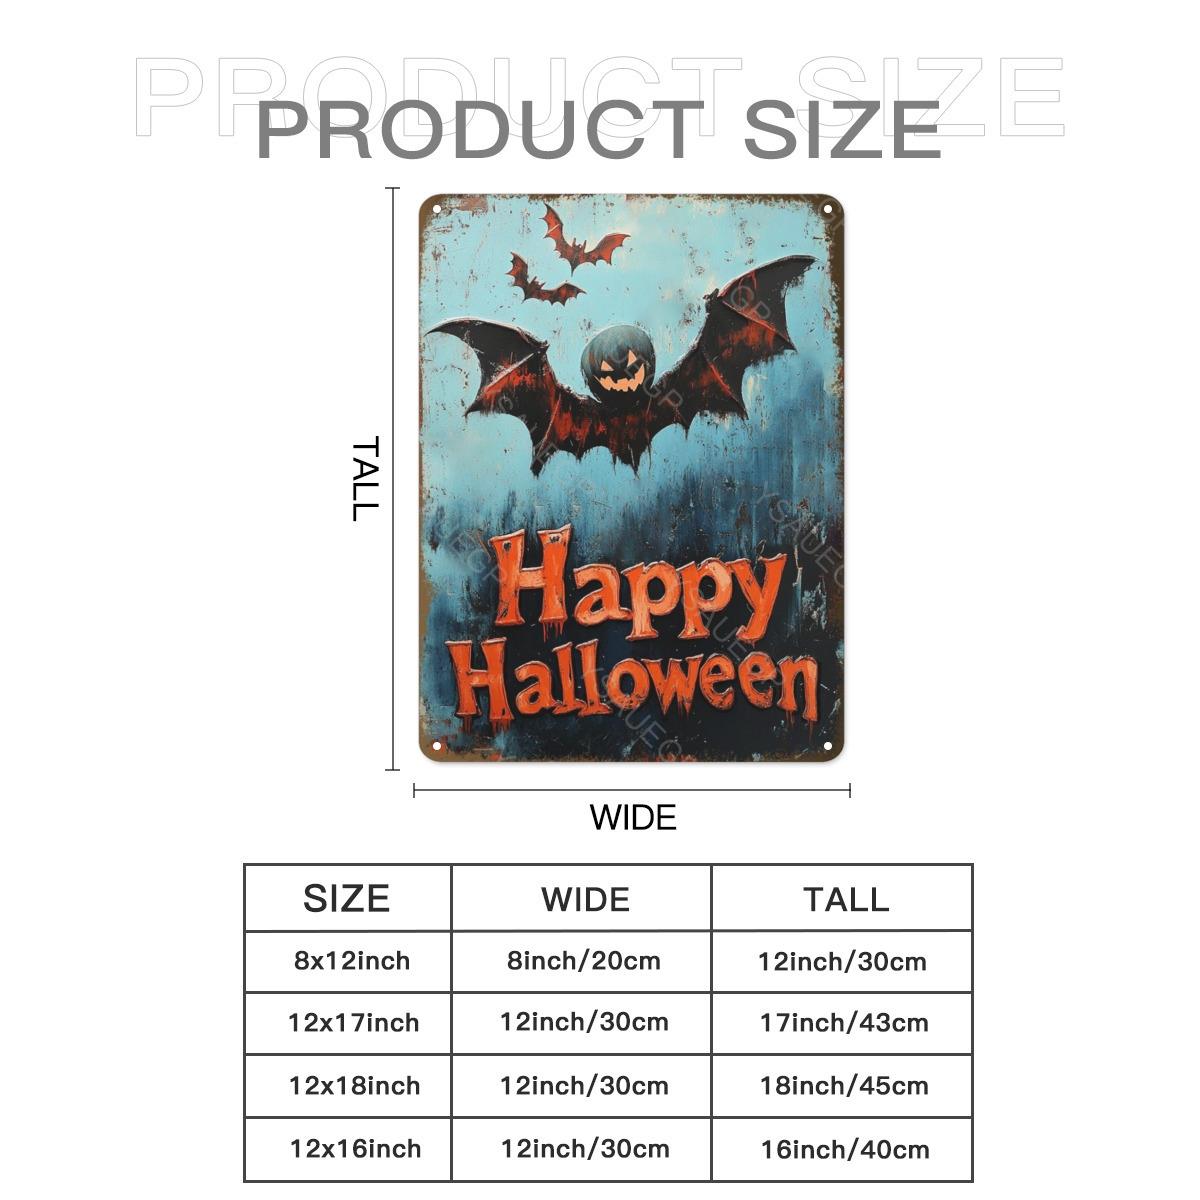 PRODUCT SIZE
PRODUCT SIZE
TALL
Happy
Halloween
WIDE
SIZE WIDE TALL
8x12inch 8inch/20cm 12inch/30cm
12x17inch 12inch/30cm 17inch/43cm
12x18inch 12inch/30cm 18inch/45cm
12x16inch 12inch/30cm 16inch/40cm